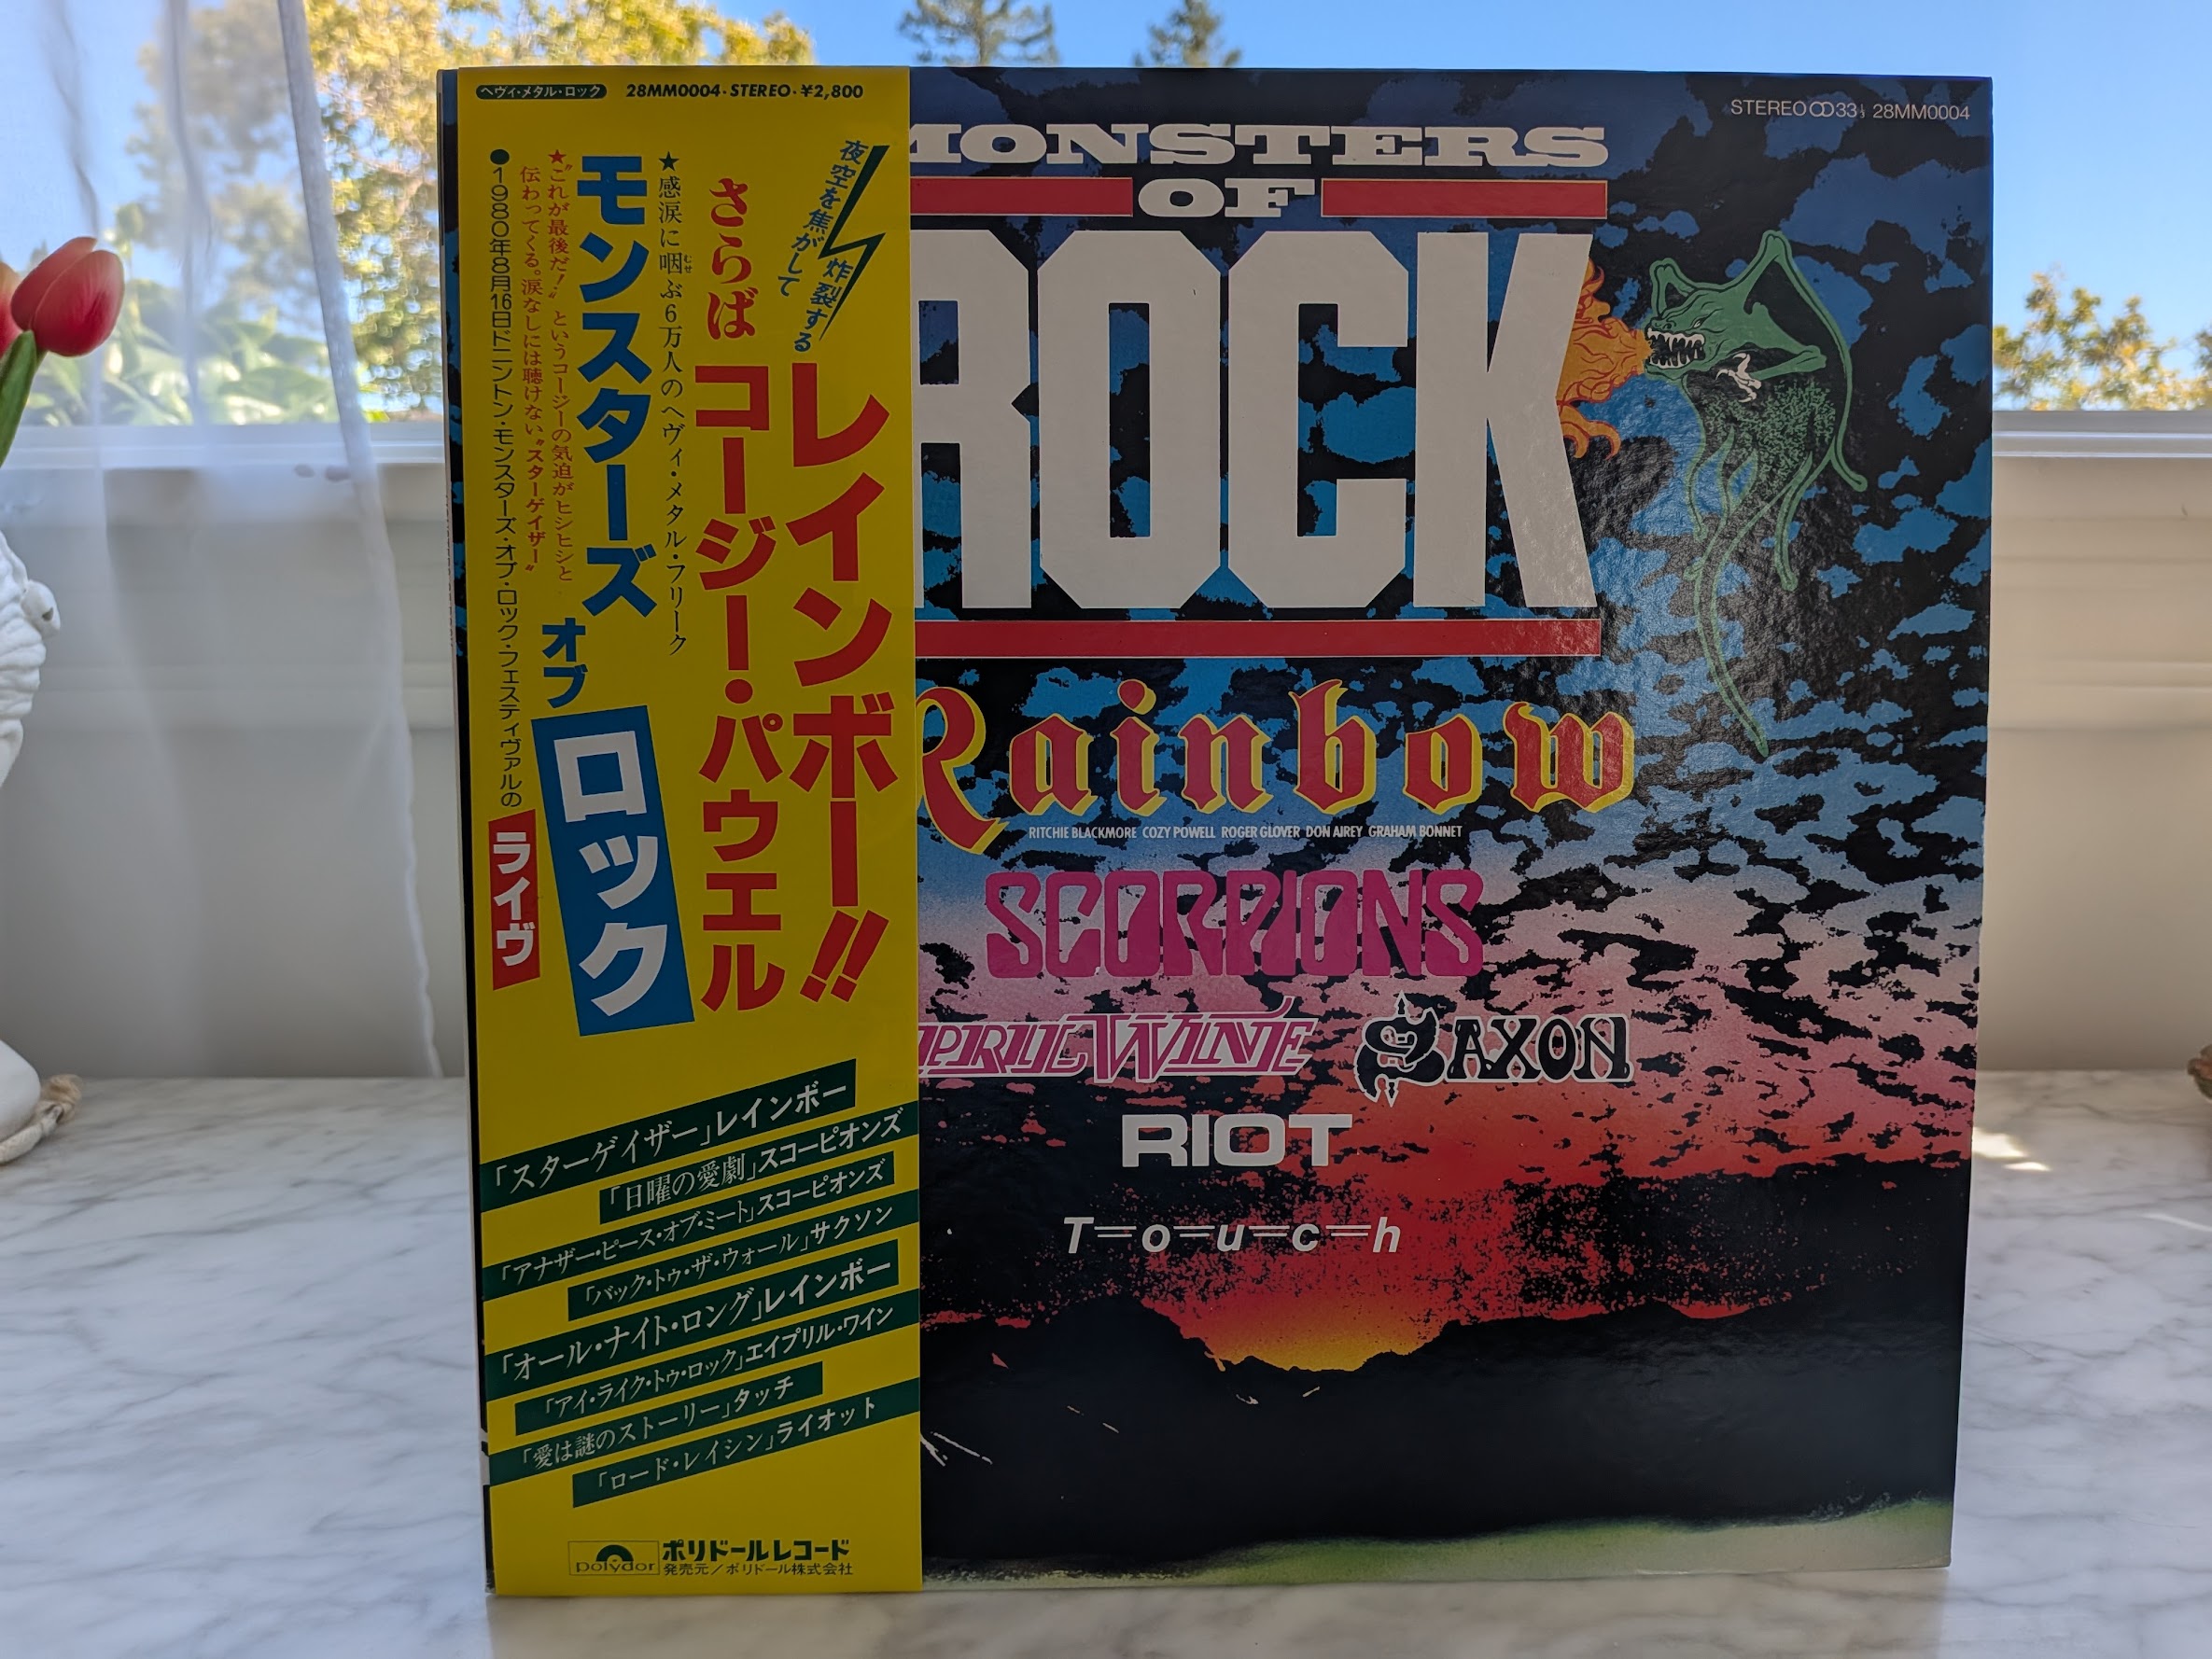 ヘヴィ・メタル・ロック
28MM0004・STEREO・¥2,800
夜空を焦がして
炸裂する
レインボー!!
さらば
コージー・パウエル
★感涙に咽ぶ6万人のヘヴィ・メタル・フリーク
むせ
モンスターズ
オブ
ロック
★“これが最後だ!”というコージーの気迫がヒシヒシと
伝わってくる。涙なしには聴けない“スターゲイザー”
●1980年8月16日ドニントン・モンスターズ・オブ・ロック・フェスティヴァルの
ライヴ
「スターゲイザー」レインボー
「日曜の愛劇」スコーピオンズ
「アナザー・ピース・オブ・ミート」スコーピオンズ
「バック・トゥ・ザ・ウォール」サクソン
「オール・ナイト・ロング」レインボー
「アイ・ライク・トゥ・ロック」エイプリル・ワイン
「愛は謎のストーリー」タッチ
「ロード・レイシン」ライオット
polydor
ポリドールレコード
発売元/ポリドール株式会社
STEREO 33⅓ 28MM0004
MONSTERS
OF
ROCK
Rainbow
RITCHIE BLACKMORE COZY POWELL ROGER GLOVER DON AIREY GRAHAM BONNET
SCORPIONS
PRIL WINE
SAXON
RIOT
T=o=u=c=h